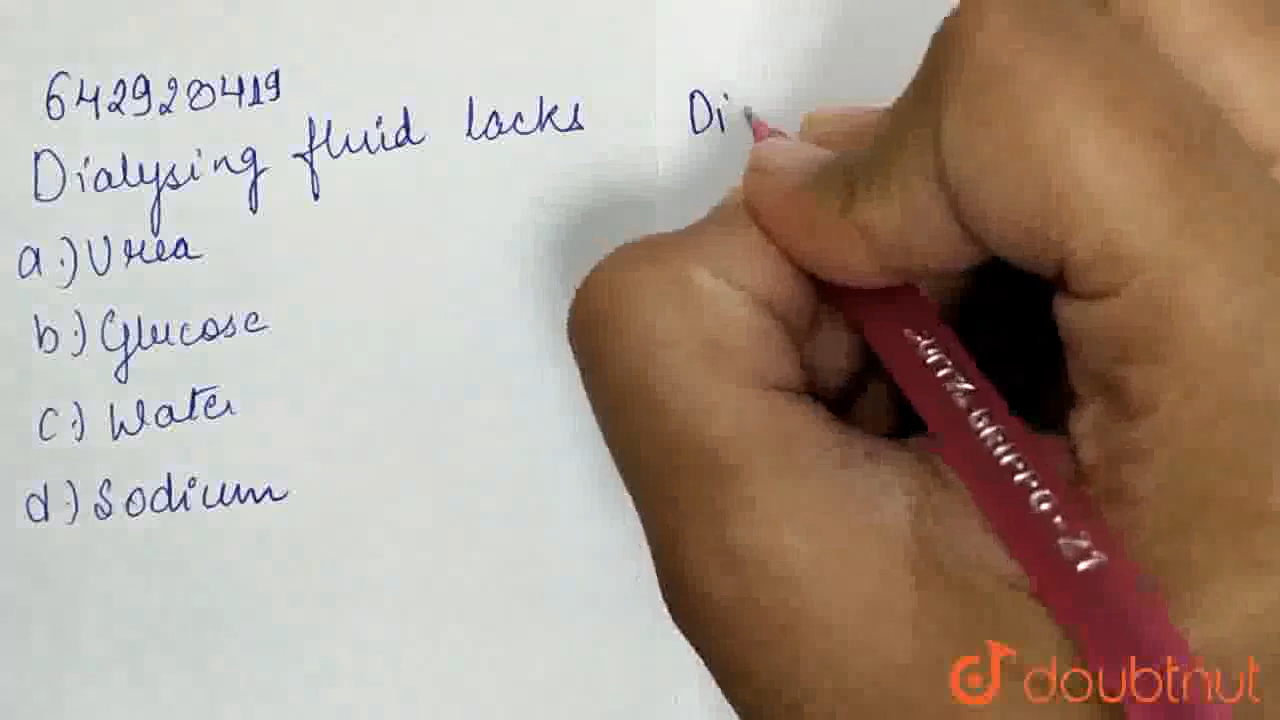 642920419
Dialysing fluid lacks
a.) Urea
b.) Glucose
c.) Water
d.) Sodium
Di
doubtnut